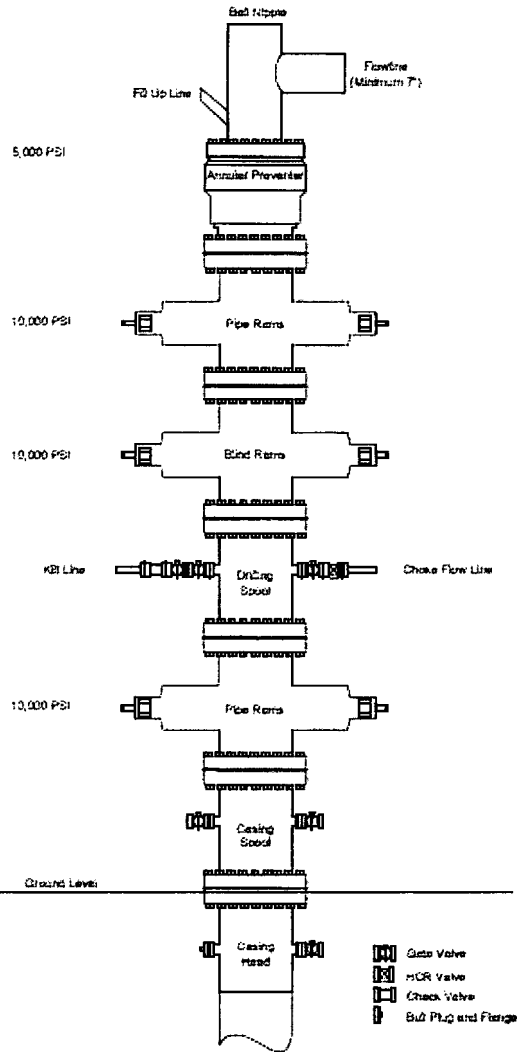 Bell Nipple
Flowline
(Minimum 7")
Fill Up Line
5,000 PSI
Annular Preventer
10,000 PSI
Pipe Rams
10,000 PSI
Blind Rams
Kill Line
Drilling
Spool
Choke Flow Line
10,000 PSI
Pipe Rams
Casing
Spool
Ground Level
Casing
Head
Gate Valve
HCR Valve
Check Valve
Bull Plug and Flange